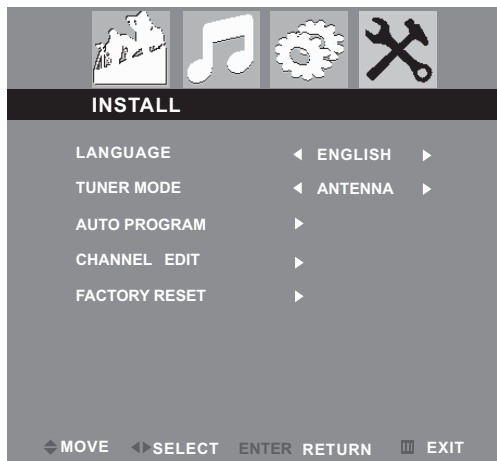 INSTALL
LANGUAGE ENGLISH
TUNER MODE ANTENNA
AUTO PROGRAM
CHANNEL EDIT
FACTORY RESET
MOVE SELECT ENTER RETURN EXIT